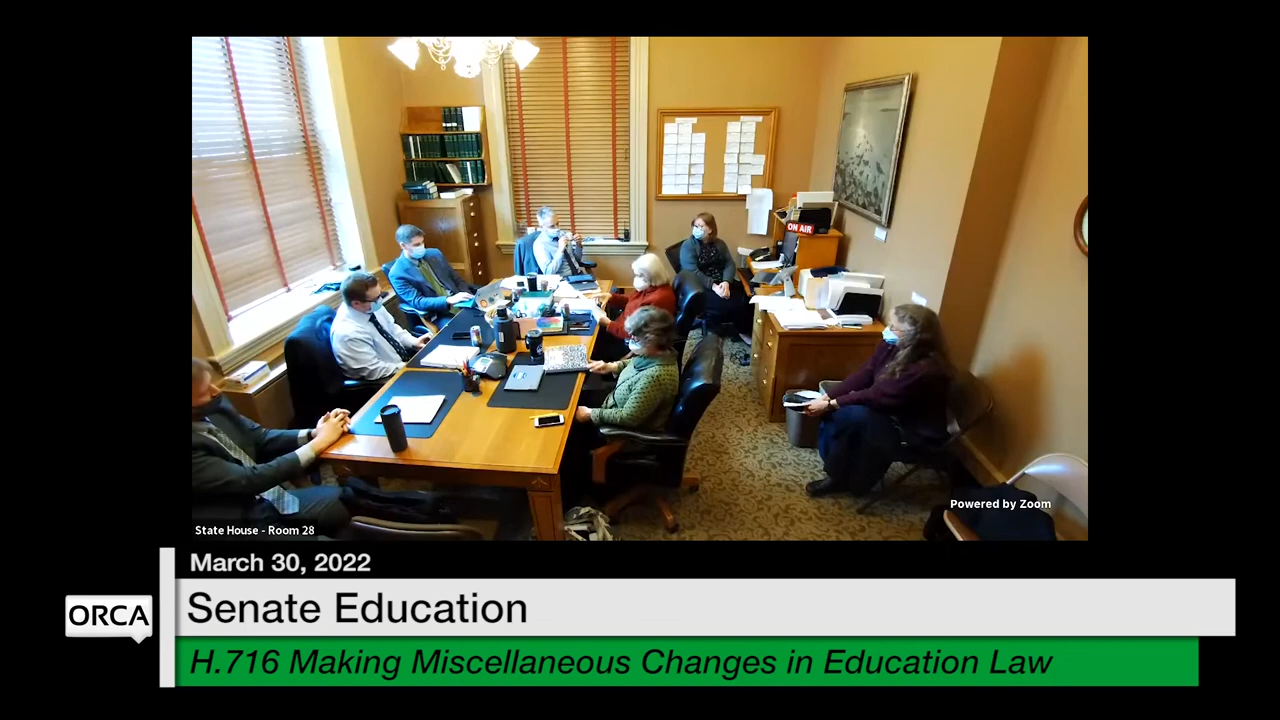 ON AIR
Powered by Zoom
State House - Room 28
March 30, 2022
ORCA
Senate Education
H.716 Making Miscellaneous Changes in Education Law